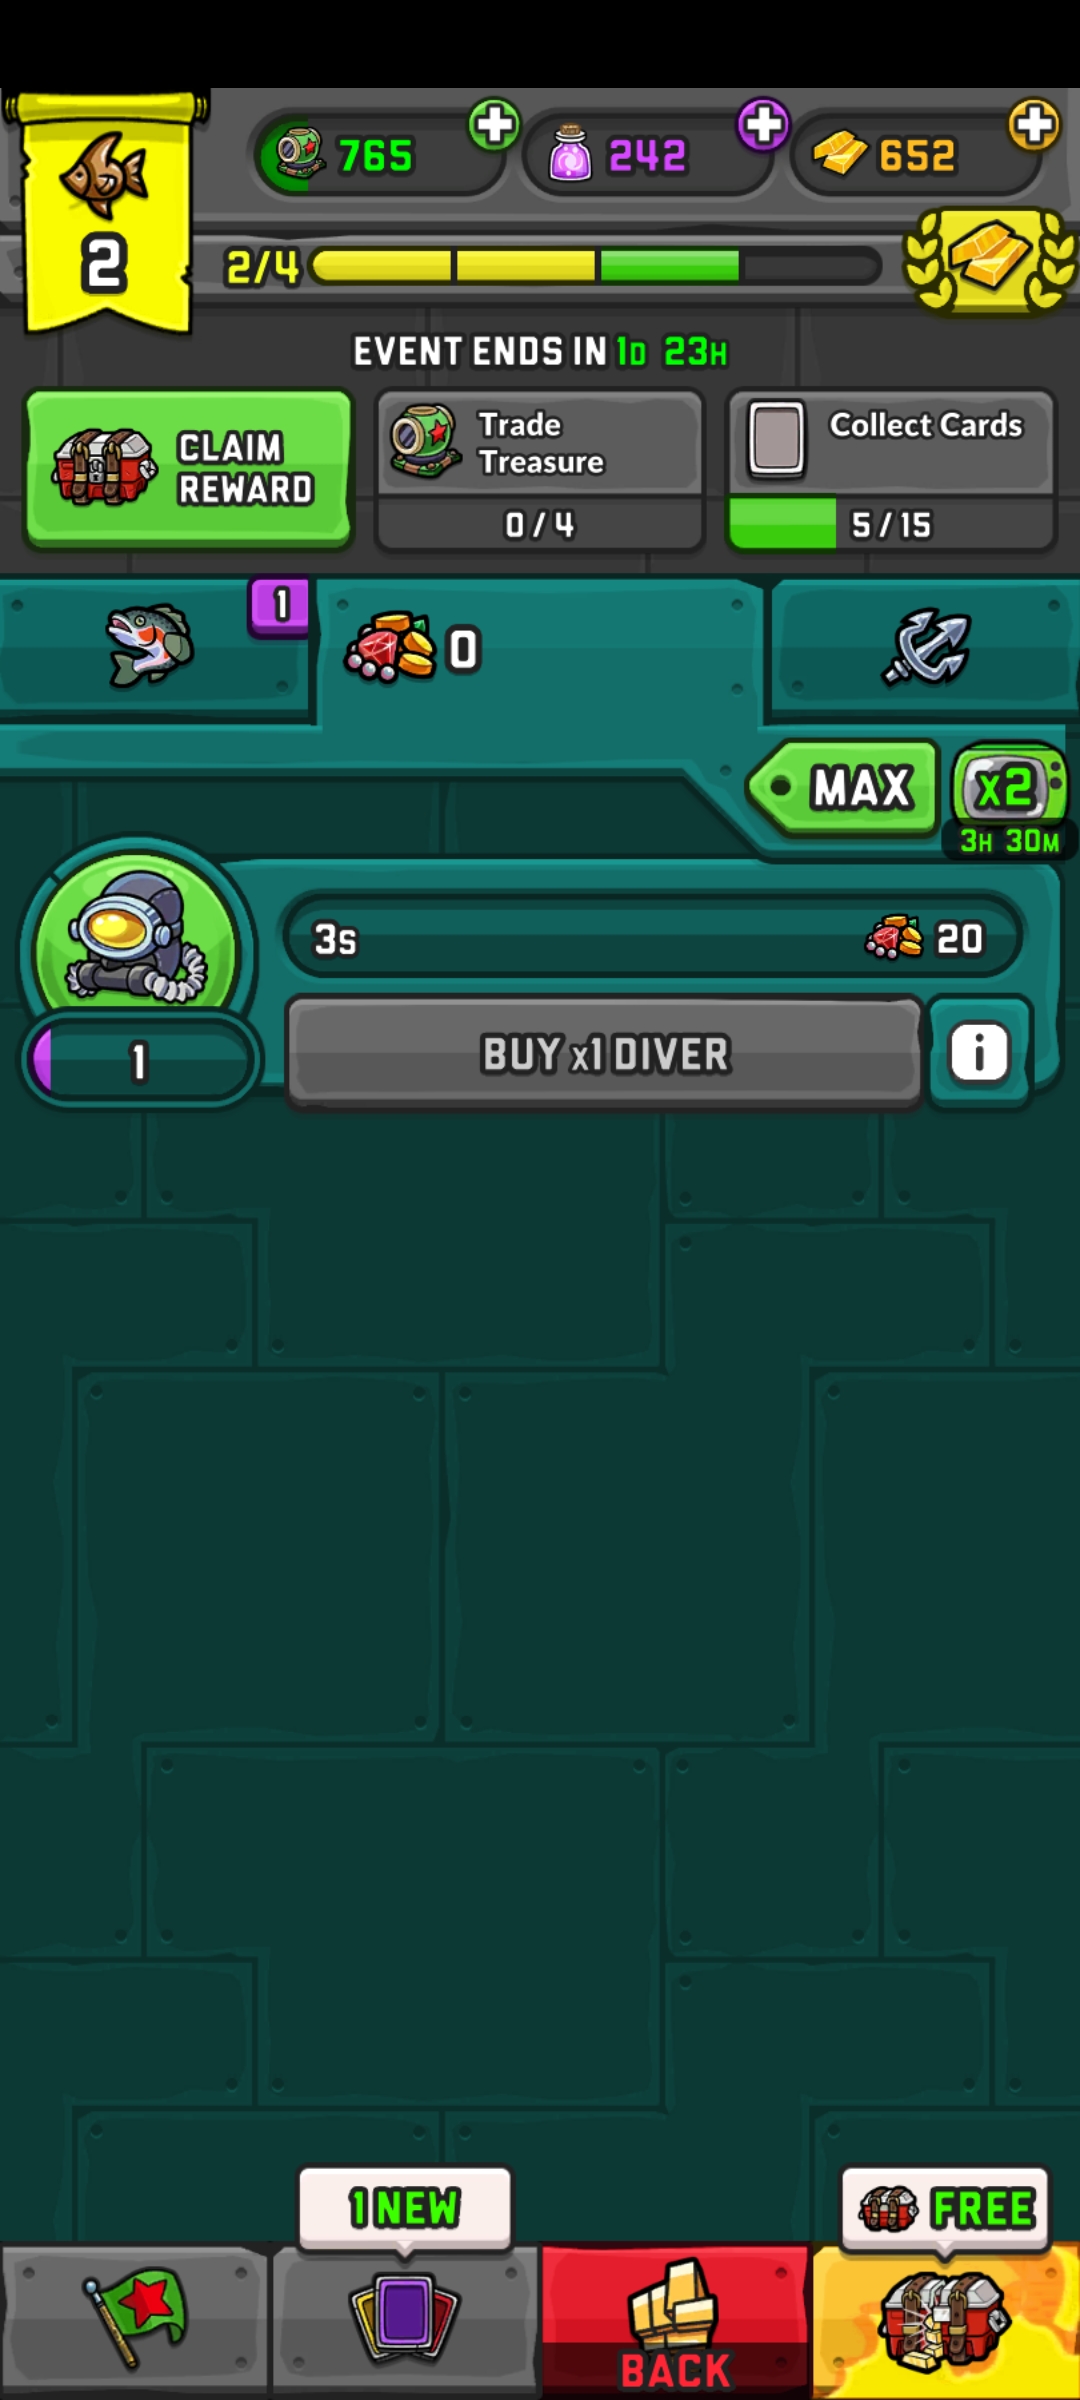 765
242
652
2
2/4
EVENT ENDS IN 1D 23H
CLAIM
REWARD
Trade
Treasure
0 / 4
Collect Cards
5 / 15
1
0
MAX
x2
3H 30M
3s
20
1
BUY x1 DIVER
i
1 NEW
FREE
BACK